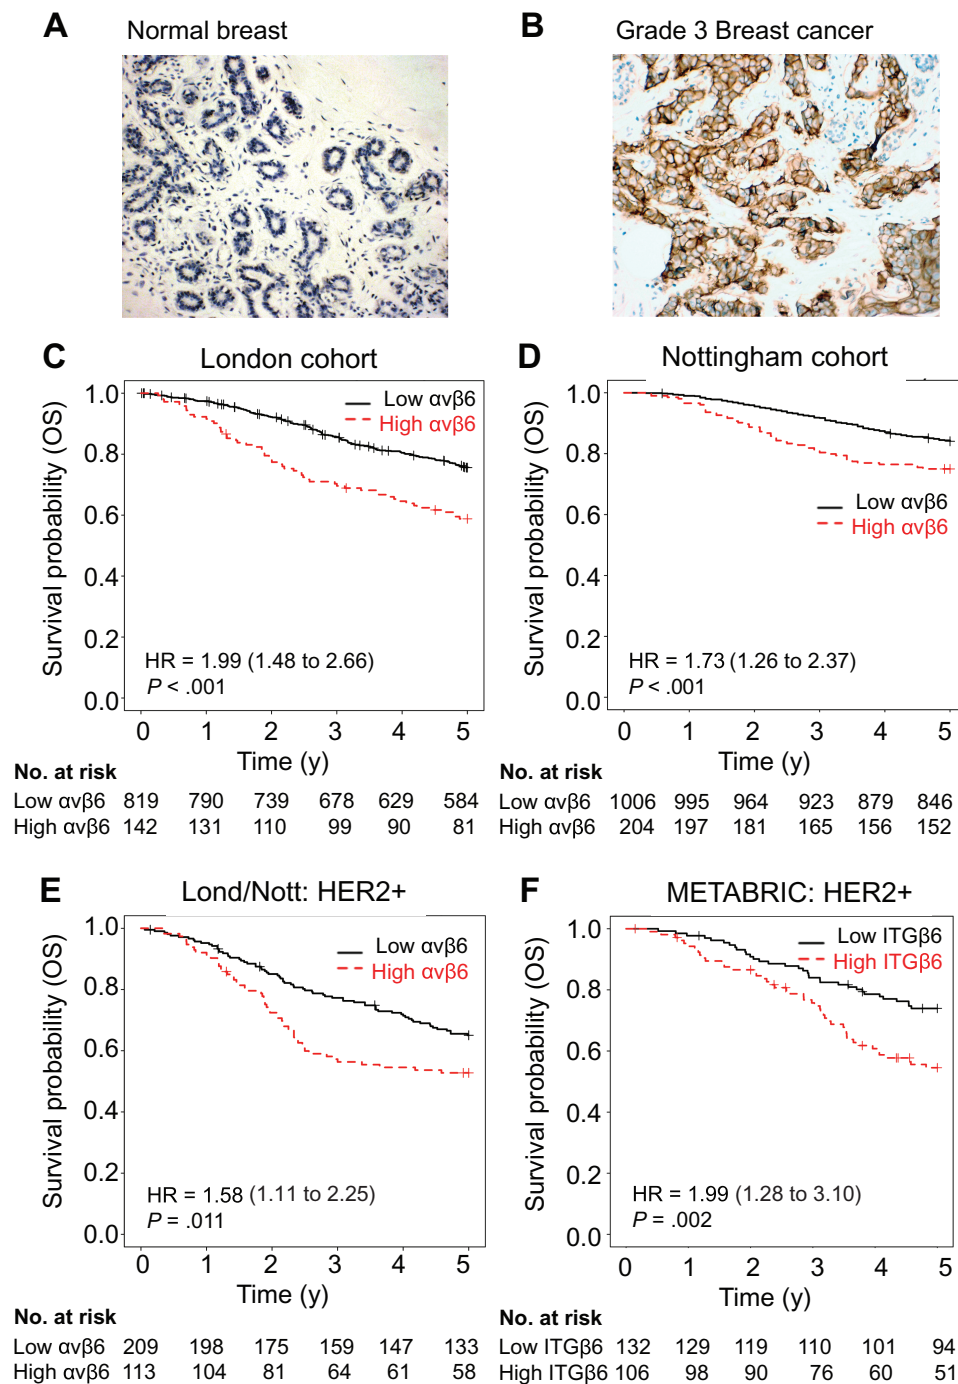 A Normal breast
B Grade 3 Breast cancer
C London cohort
Survival probability (OS)
1.0
0.8
0.6
0.4
0.2
0.0
Low αvβ6
High αvβ6
HR = 1.99 (1.48 to 2.66)
P < .001
0 1 2 3 4 5
Time (y)
No. at risk
Low αvβ6 819 790 739 678 629 584
High αvβ6 142 131 110 99 90 81
D Nottingham cohort
Survival probability (OS)
1.0
0.8
0.6
0.4
0.2
0.0
Low αvβ6
High αvβ6
HR = 1.73 (1.26 to 2.37)
P < .001
0 1 2 3 4 5
Time (y)
No. at risk
Low αvβ6 1006 995 964 923 879 846
High αvβ6 204 197 181 165 156 152
E Lond/Nott: HER2+
Survival probability (OS)
1.0
0.8
0.6
0.4
0.2
0.0
Low αvβ6
High αvβ6
HR = 1.58 (1.11 to 2.25)
P = .011
0 1 2 3 4 5
Time (y)
No. at risk
Low αvβ6 209 198 175 159 147 133
High αvβ6 113 104 81 64 61 58
F METABRIC: HER2+
Survival probability (OS)
1.0
0.8
0.6
0.4
0.2
0.0
Low ITGβ6
High ITGβ6
HR = 1.99 (1.28 to 3.10)
P = .002
0 1 2 3 4 5
Time (y)
No. at risk
Low ITGβ6 132 129 119 110 101 94
High ITGβ6 106 98 90 76 60 51